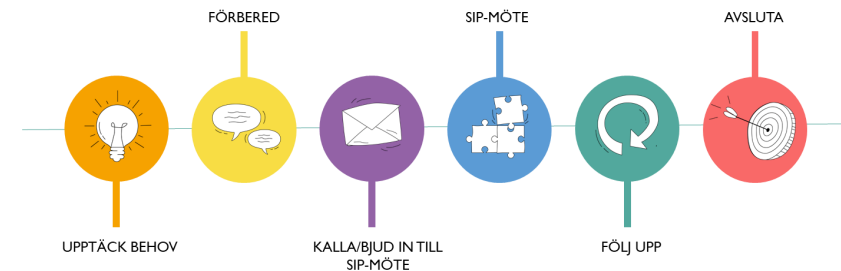 UPPTÄCK BEHOV
FÖRBERED
KALLA/BJUD IN TILL
SIP-MÖTE
SIP-MÖTE
FÖLJ UPP
AVSLUTA